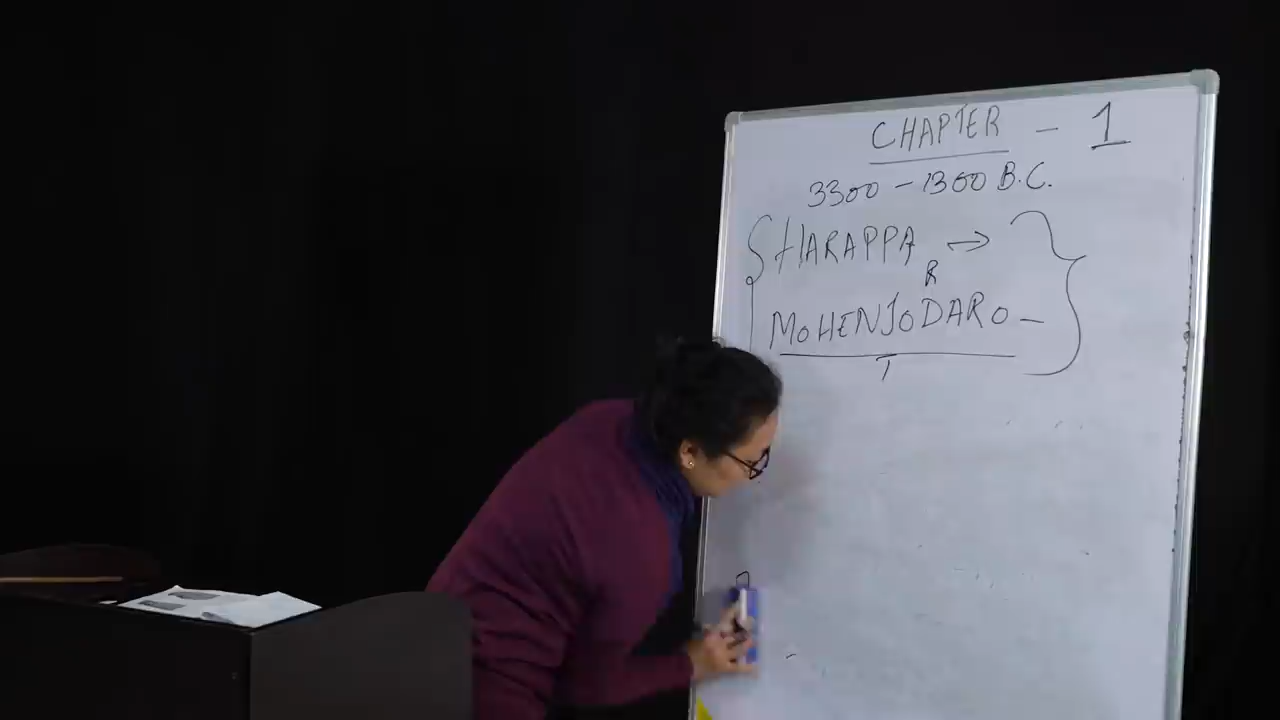 CHAPTER - 1
3300 - 1300 B.C.
HARAPPA →
R
MOHENJODARO -